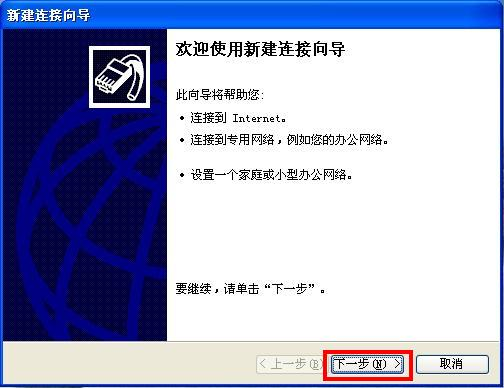 新建连接向导
欢迎使用新建连接向导
此向导将帮助您:
• 连接到 Internet。
• 连接到专用网络，例如您的办公网络。
• 设置一个家庭或小型办公网络。
要继续，请单击“下一步”。
< 上一步(B) 下一步(N) > 取消